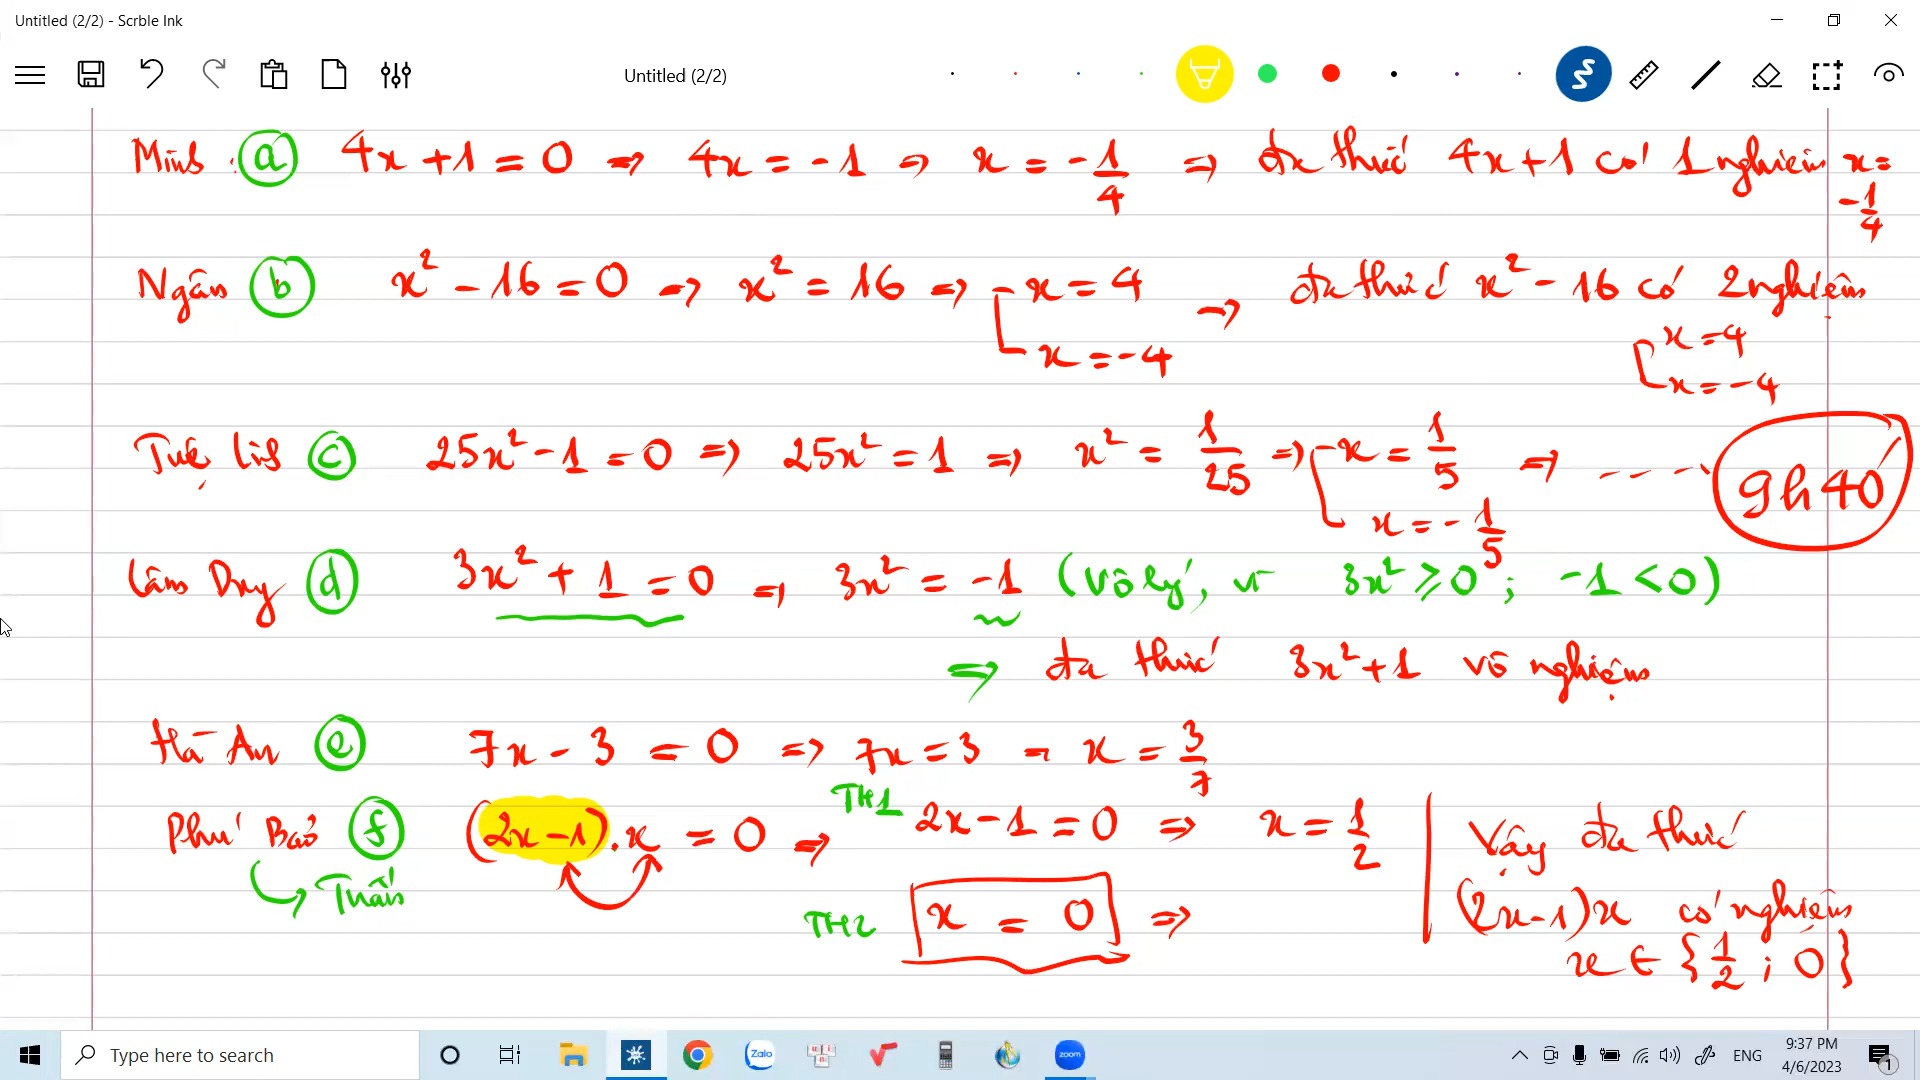 Untitled (2/2) - Scrble Ink
Untitled (2/2)
Minh : (a) 4x + 1 = 0 => 4x = -1 => x = -1/4 => đa thức 4x+1 có 1 nghiệm x = -1/4
Ngân (b) x² - 16 = 0 => x² = 16 => [x = 4 ; x = -4 => đa thức x² - 16 có 2 nghiệm [x = 4 ; x = -4
Tuệ Linh (c) 25x² - 1 = 0 => 25x² = 1 => x² = 1/25 => [x = 1/5 ; x = -1/5 => ....
9h40
Lâm Duy (d) 3x² + 1 = 0 => 3x² = -1 (Vô lý, vì 3x² ≥ 0 ; -1 < 0)
=> đa thức 3x²+1 vô nghiệm
Hà An (e) 7x - 3 = 0 => 7x = 3 => x = 3/7
Phú Bảo (f) (2x-1).x = 0 => TH1 2x-1 = 0 => x = 1/2
-> Tuấn
TH2 x = 0 =>
Vậy đa thức
(2x-1)x có nghiệm
x ∈ {1/2 ; 0}
Type here to search
Zalo
zoom
ENG
9:37 PM
4/6/2023
1